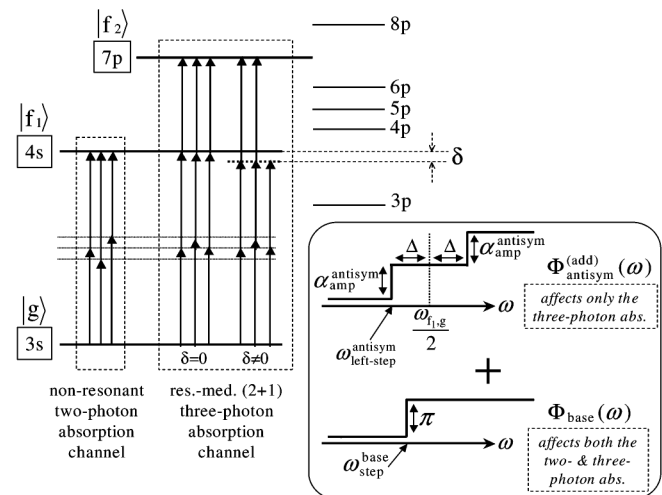 |f₂⟩
7p
8p
6p
5p
4p
|f₁⟩
4s
δ
3p
|g⟩
3s
δ=0
δ≠0
non-resonant
two-photon
absorption
channel
res.-med. (2+1)
three-photon
absorption
channel
Δ Δ
α_amp^antisym
α_amp^antisym
Φ_antisym^(add)(ω)
affects only the
three-photon abs.
ω
ω_left-step^antisym
ω_f₁,g
2
+
π
Φ_base(ω)
ω
ω_step^base
affects both the
two- & three-
photon abs.